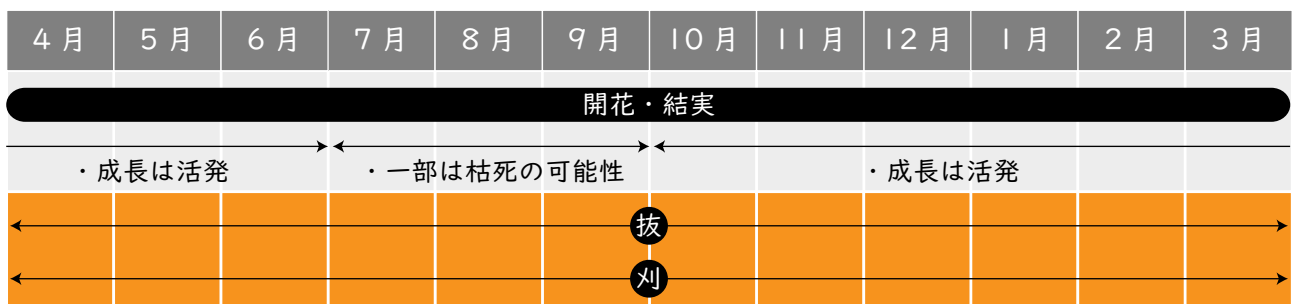 4月 5月 6月 7月 8月 9月 10月 11月 12月 1月 2月 3月
開花・結実
・成長は活発 ・一部は枯死の可能性 ・成長は活発
抜
刈